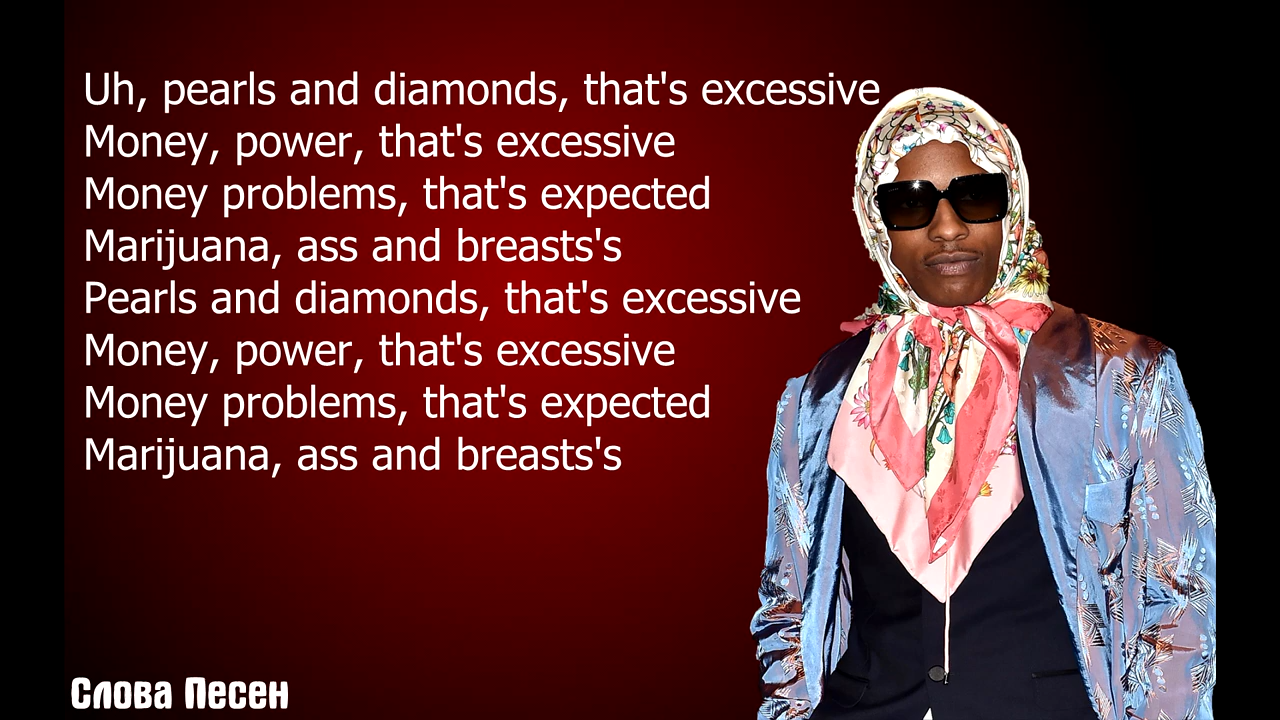 Uh, pearls and diamonds, that's excessive
Money, power, that's excessive
Money problems, that's expected
Marijuana, ass and breasts's
Pearls and diamonds, that's excessive
Money, power, that's excessive
Money problems, that's expected
Marijuana, ass and breasts's
Слова Песен